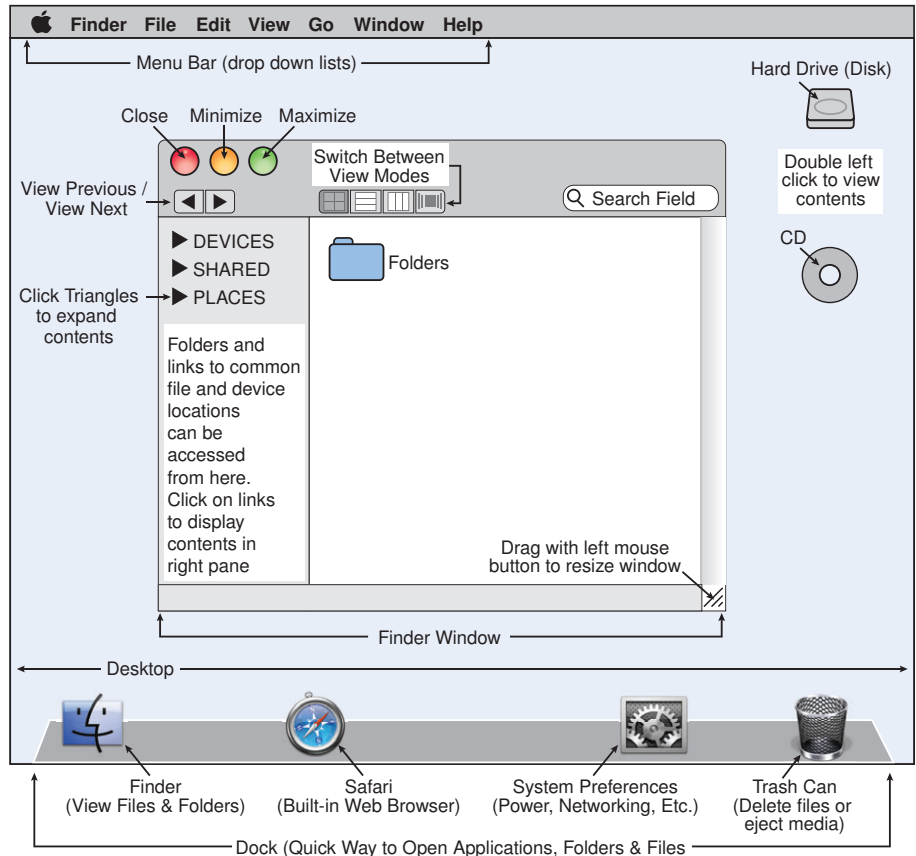 Finder File Edit View Go Window Help
Menu Bar (drop down lists)
Hard Drive (Disk)
Close Minimize Maximize
Switch Between
View Modes
Double left
click to view
contents
View Previous /
View Next
Search Field
CD
DEVICES
SHARED
PLACES
Folders
Click Triangles
to expand
contents
Folders and
links to common
file and device
locations
can be
accessed
from here.
Click on links
to display
contents in
right pane
Drag with left mouse
button to resize window
Finder Window
Desktop
Finder
(View Files & Folders)
Safari
(Built-in Web Browser)
System Preferences
(Power, Networking, Etc.)
Trash Can
(Delete files or
eject media)
Dock (Quick Way to Open Applications, Folders & Files